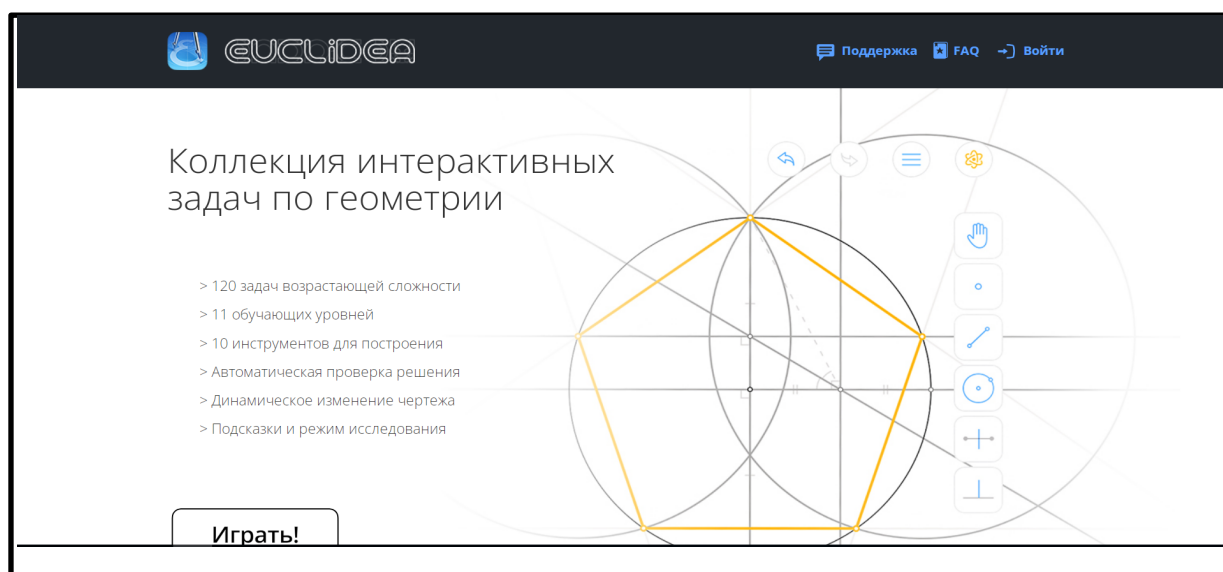 EUCLIDEA
Поддержка FAQ Войти
Коллекция интерактивных
задач по геометрии
> 120 задач возрастающей сложности
> 11 обучающих уровней
> 10 инструментов для построения
> Автоматическая проверка решения
> Динамическое изменение чертежа
> Подсказки и режим исследования
Играть!